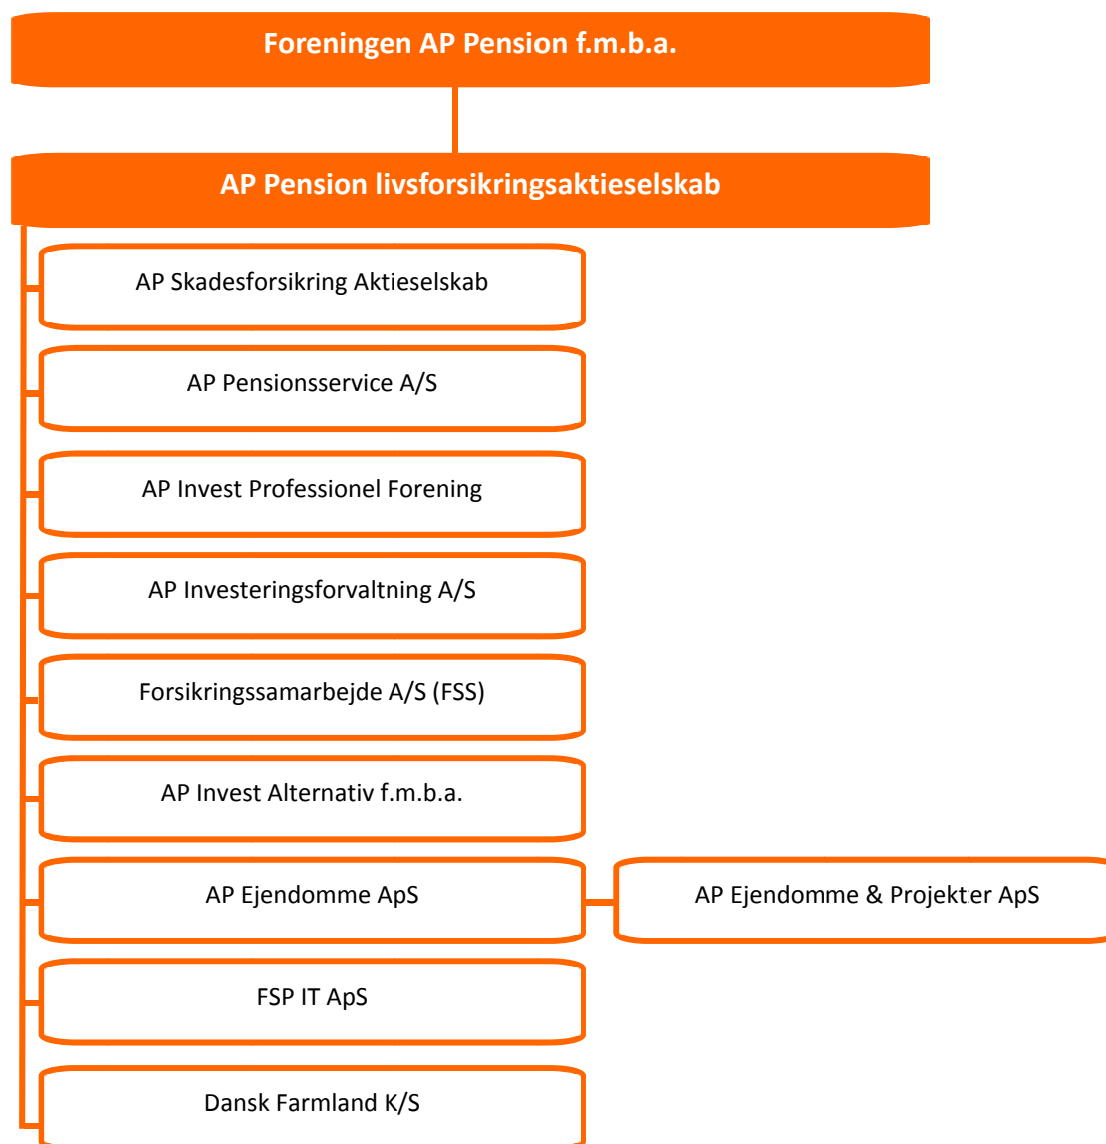 Foreningen AP Pension f.m.b.a.
AP Pension livsforsikringsaktieselskab
AP Skadesforsikring Aktieselskab
AP Pensionsservice A/S
AP Invest Professionel Forening
AP Investeringsforvaltning A/S
Forsikringssamarbejde A/S (FSS)
AP Invest Alternativ f.m.b.a.
AP Ejendomme ApS
AP Ejendomme & Projekter ApS
FSP IT ApS
Dansk Farmland K/S